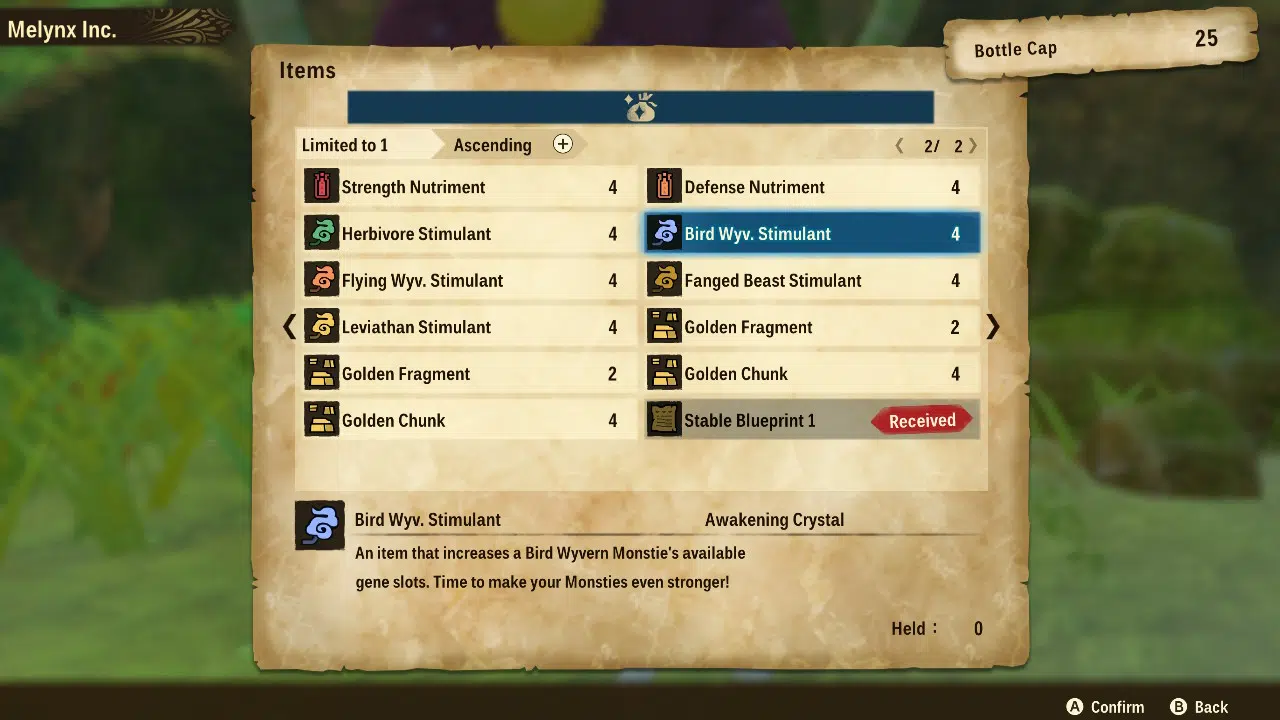 Melynx Inc.
Bottle Cap 25
Items
Limited to 1 Ascending + 2/ 2
Strength Nutriment 4 Defense Nutriment 4
Herbivore Stimulant 4 Bird Wyv. Stimulant 4
Flying Wyv. Stimulant 4 Fanged Beast Stimulant 4
Leviathan Stimulant 4 Golden Fragment 2
Golden Fragment 2 Golden Chunk 4
Golden Chunk 4 Stable Blueprint 1 Received
Bird Wyv. Stimulant Awakening Crystal
An item that increases a Bird Wyvern Monstie's available
gene slots. Time to make your Monsties even stronger!
Held : 0
A Confirm B Back